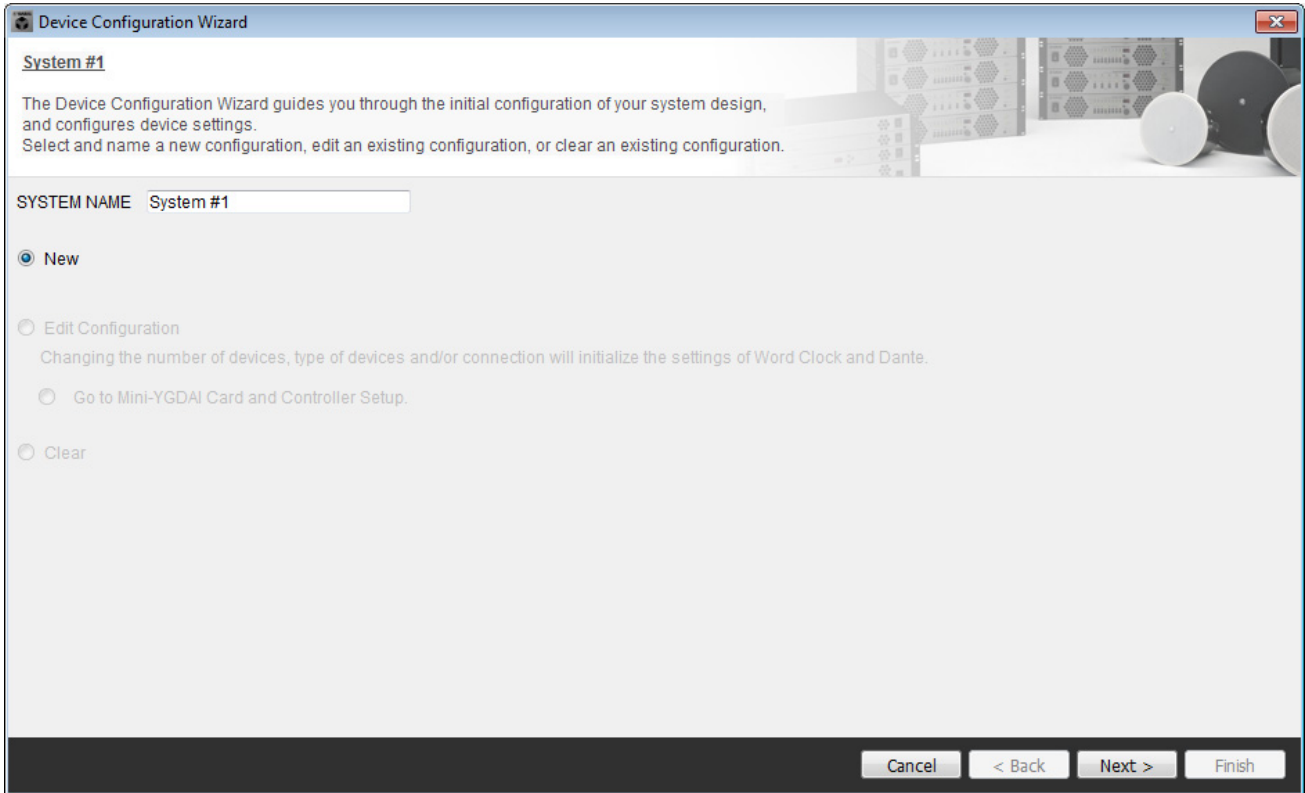 Device Configuration Wizard
System #1
The Device Configuration Wizard guides you through the initial configuration of your system design,
and configures device settings.
Select and name a new configuration, edit an existing configuration, or clear an existing configuration.
SYSTEM NAME System #1
New
Edit Configuration
Changing the number of devices, type of devices and/or connection will initialize the settings of Word Clock and Dante.
Go to Mini-YGDAI Card and Controller Setup.
Clear
Cancel < Back Next > Finish